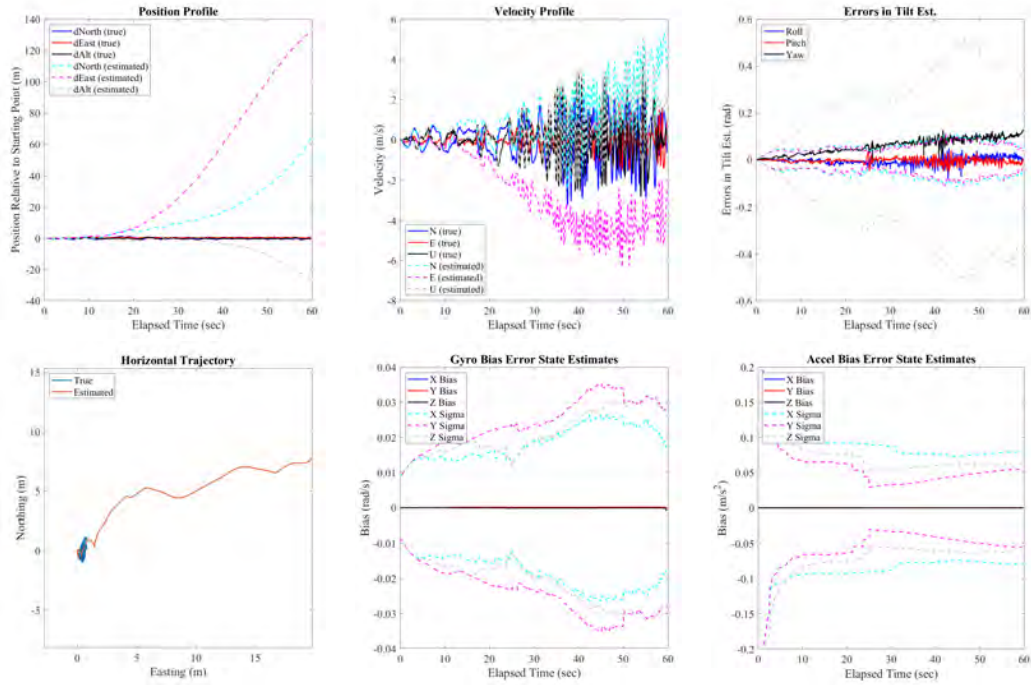 Position Profile
Position Relative to Starting Point (m)
140
120
100
80
60
40
20
0
-20
-40
dNorth (true)
dEast (true)
dAlt (true)
dNorth (estimated)
dEast (estimated)
dAlt (estimated)
0 10 20 30 40 50 60
Elapsed Time (sec)
Velocity Profile
Velocity (m/s)
6
4
2
0
-2
-4
-6
-8
N (true)
E (true)
U (true)
N (estimated)
E (estimated)
U (estimated)
0 10 20 30 40 50 60
Elapsed Time (sec)
Errors in Tilt Est.
Errors in Tilt Est. (rad)
0.6
0.4
0.2
0
-0.2
-0.4
-0.6
Roll
Pitch
Yaw
0 10 20 30 40 50 60
Elapsed Time (sec)
Horizontal Trajectory
Northing (m)
15
10
5
0
-5
True
Estimated
0 5 10 15
Easting (m)
Gyro Bias Error State Estimates
Bias (rad/s)
0.04
0.03
0.02
0.01
0
-0.01
-0.02
-0.03
-0.04
X Bias
Y Bias
Z Bias
X Sigma
Y Sigma
Z Sigma
0 10 20 30 40 50 60
Elapsed Time (sec)
Accel Bias Error State Estimates
Bias (m/s²)
0.2
0.15
0.1
0.05
0
-0.05
-0.1
-0.15
-0.2
X Bias
Y Bias
Z Bias
X Sigma
Y Sigma
Z Sigma
0 10 20 30 40 50 60
Elapsed Time (sec)